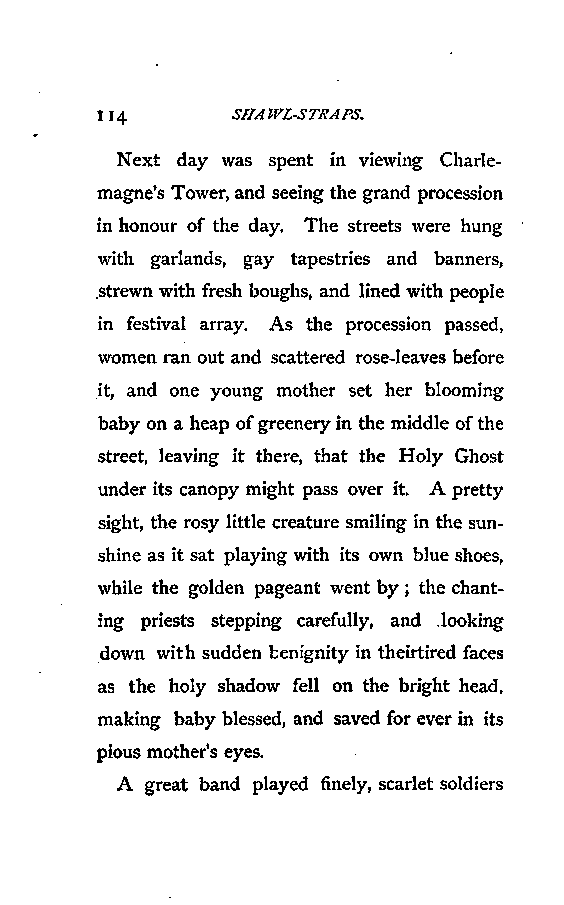 114 SHAWL-STRAPS.
Next day was spent in viewing Charle-
magne's Tower, and seeing the grand procession
in honour of the day. The streets were hung
with garlands, gay tapestries and banners,
strewn with fresh boughs, and lined with people
in festival array. As the procession passed,
women ran out and scattered rose-leaves before
it, and one young mother set her blooming
baby on a heap of greenery in the middle of the
street, leaving it there, that the Holy Ghost
under its canopy might pass over it. A pretty
sight, the rosy little creature smiling in the sun-
shine as it sat playing with its own blue shoes,
while the golden pageant went by ; the chant-
ing priests stepping carefully, and looking
down with sudden benignity in theirtired faces
as the holy shadow fell on the bright head,
making baby blessed, and saved for ever in its
pious mother's eyes.
A great band played finely, scarlet soldiers